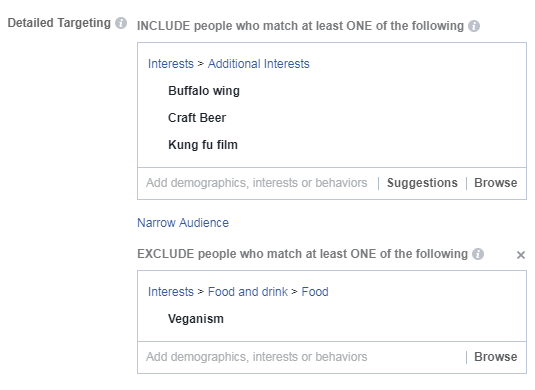 Detailed Targeting
INCLUDE people who match at least ONE of the following
Interests > Additional Interests
Buffalo wing
Craft Beer
Kung fu film
Add demographics, interests or behaviors | Suggestions | Browse
Narrow Audience
EXCLUDE people who match at least ONE of the following
Interests > Food and drink > Food
Veganism
Add demographics, interests or behaviors | Browse